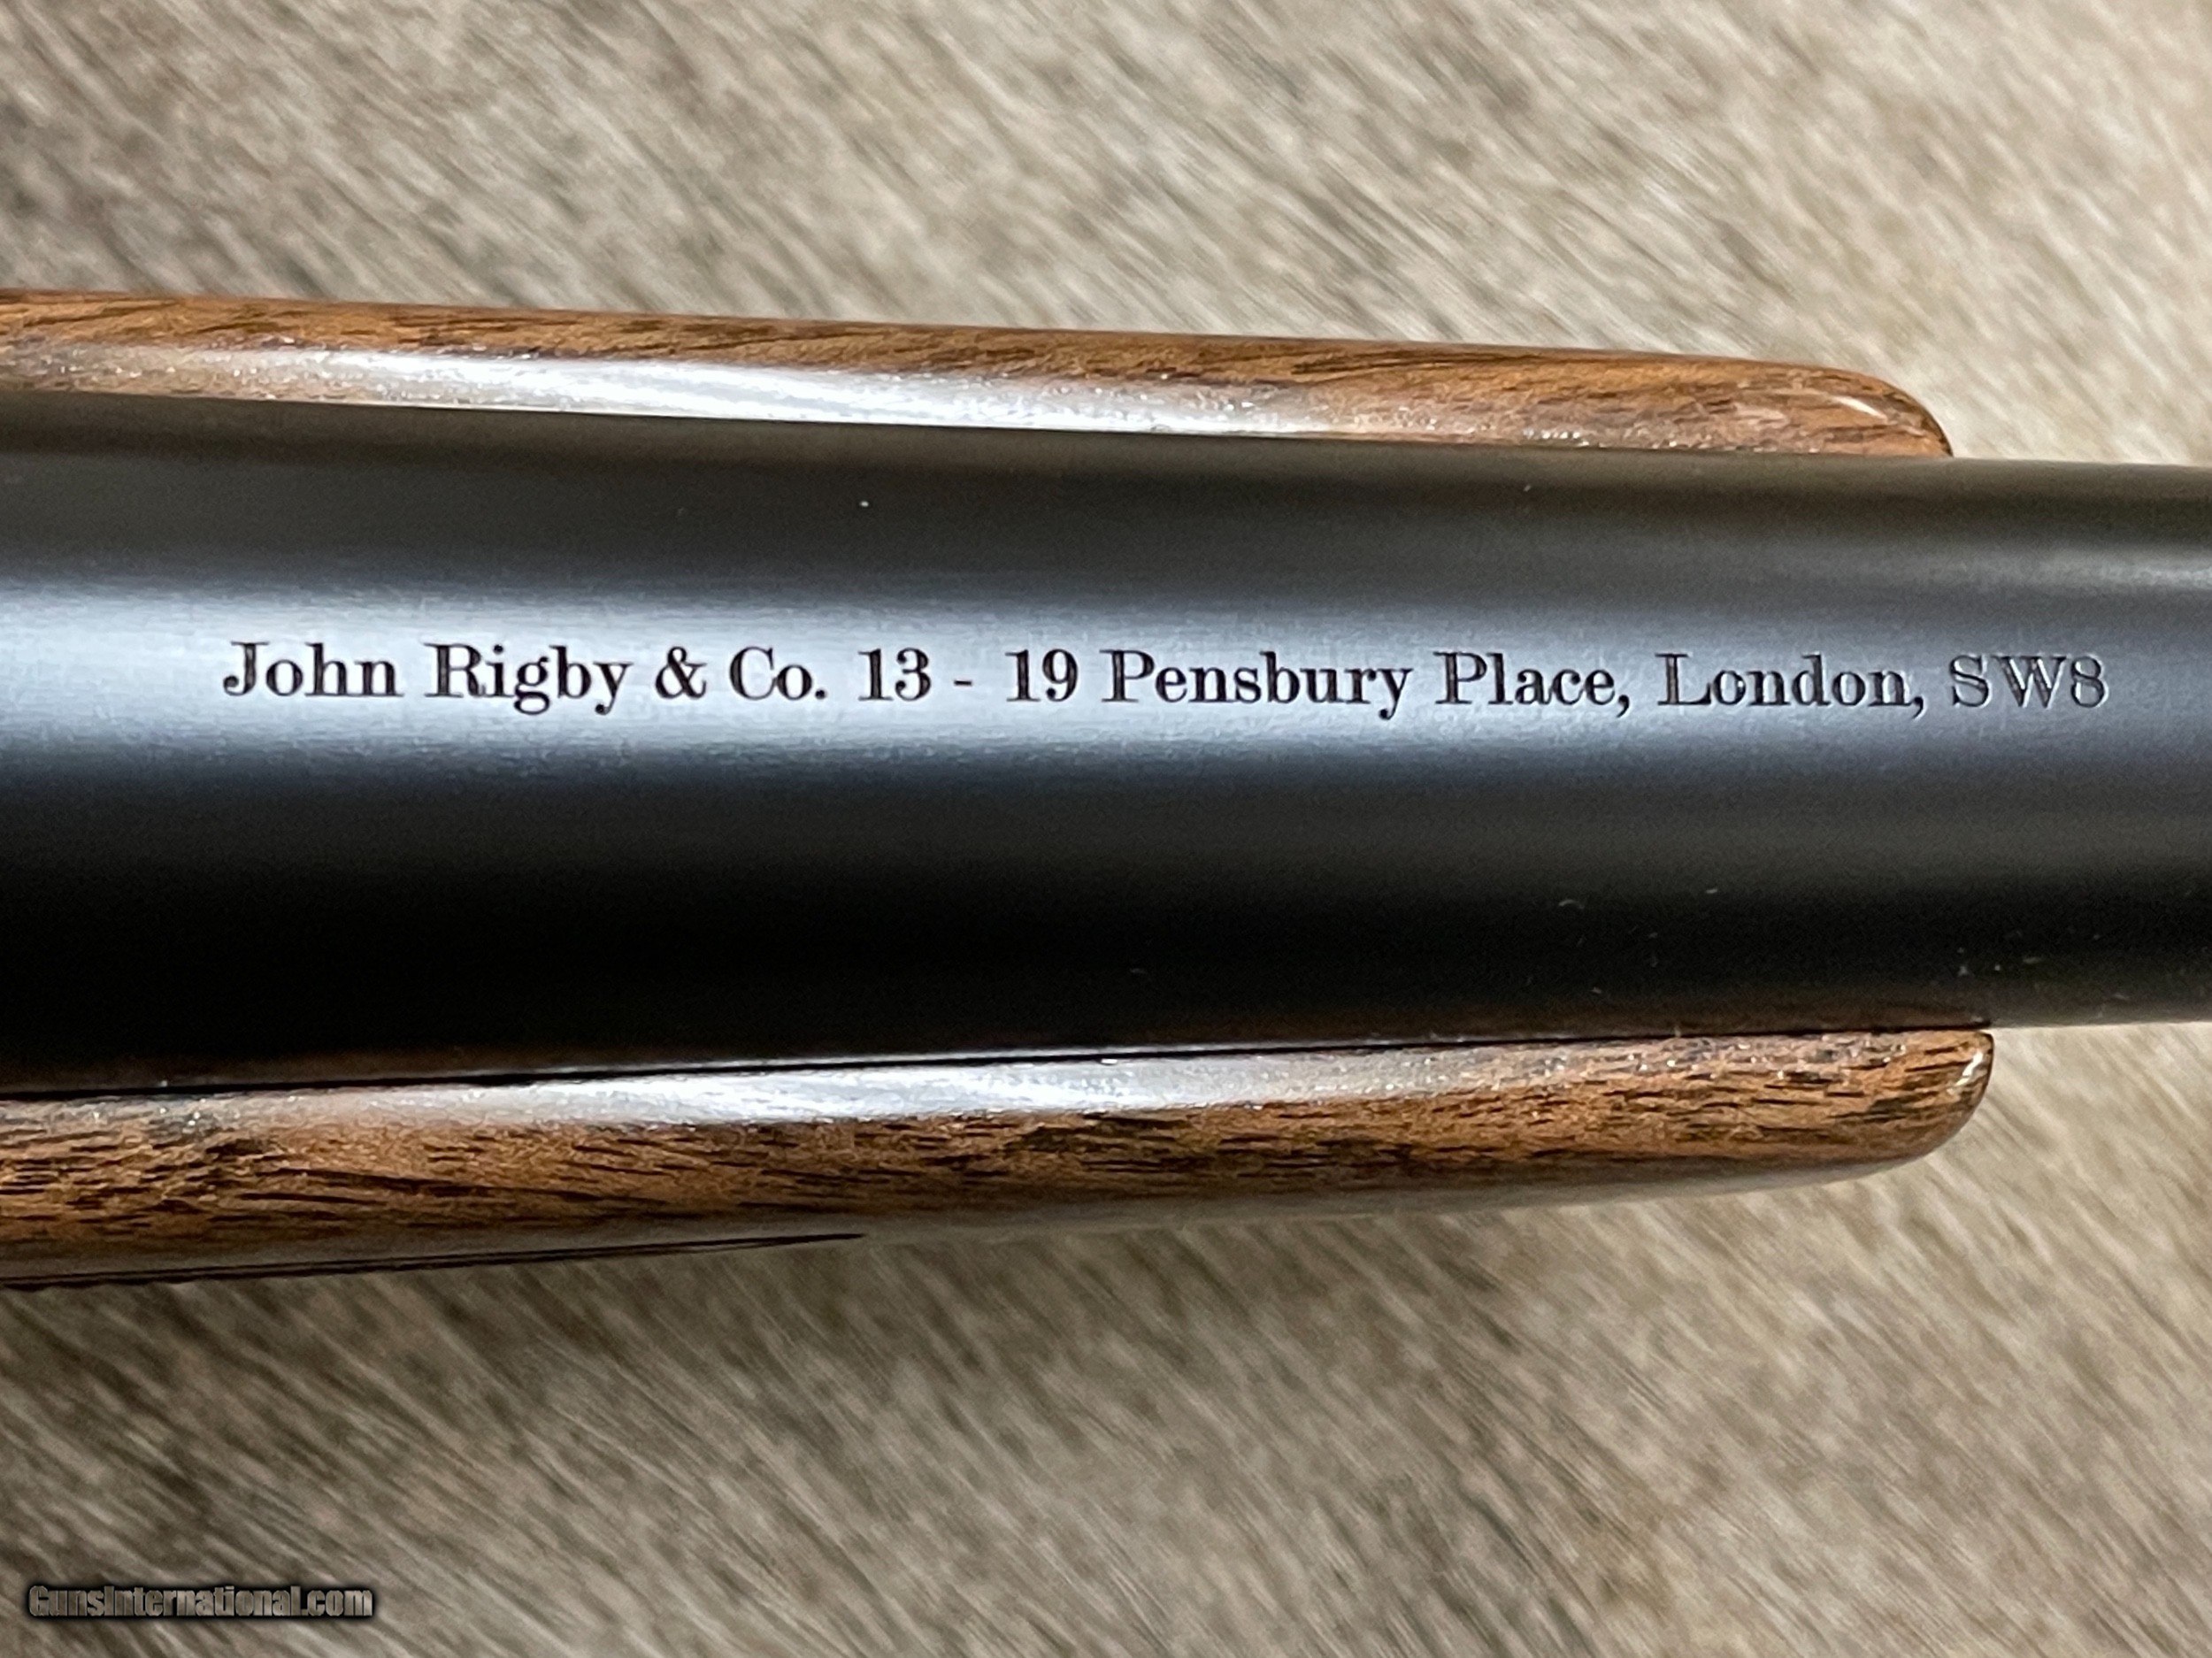 John Rigby & Co. 13 - 19 Pensbury Place, London, SW8
GunsInternational.com